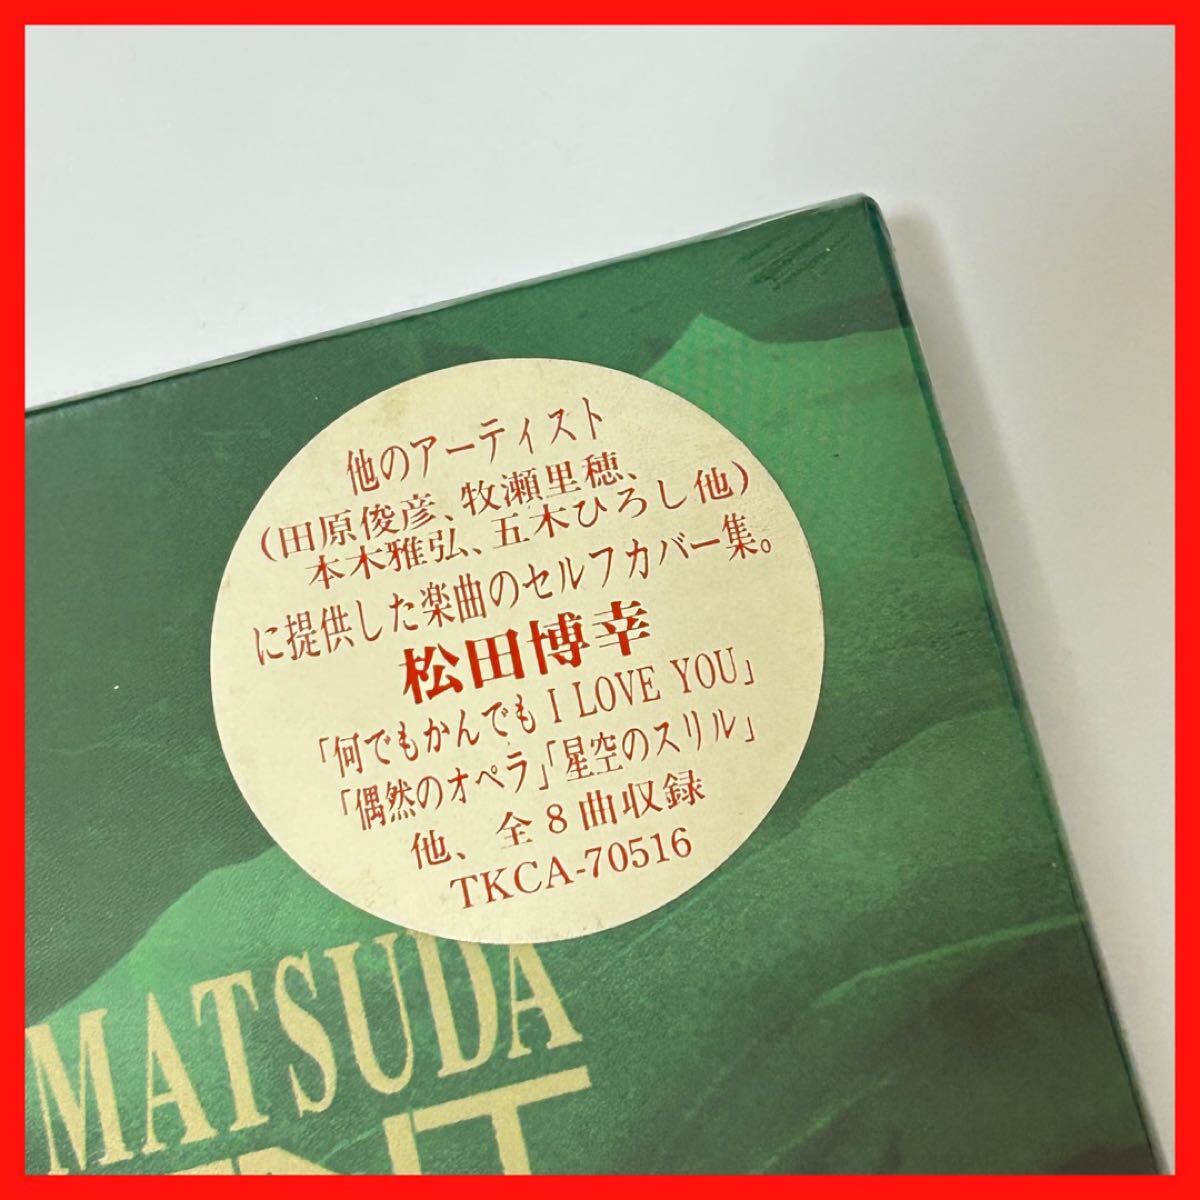 他のアーティスト
(田原俊彦、牧瀬里穂、
本木雅弘、五木ひろし他)
に提供した楽曲のセルフカバー集。
松田博幸
「何でもかんでも I LOVE YOU」
「偶然のオペラ」「星空のスリル」
他、全8曲収録
TKCA-70516
MATSUDA